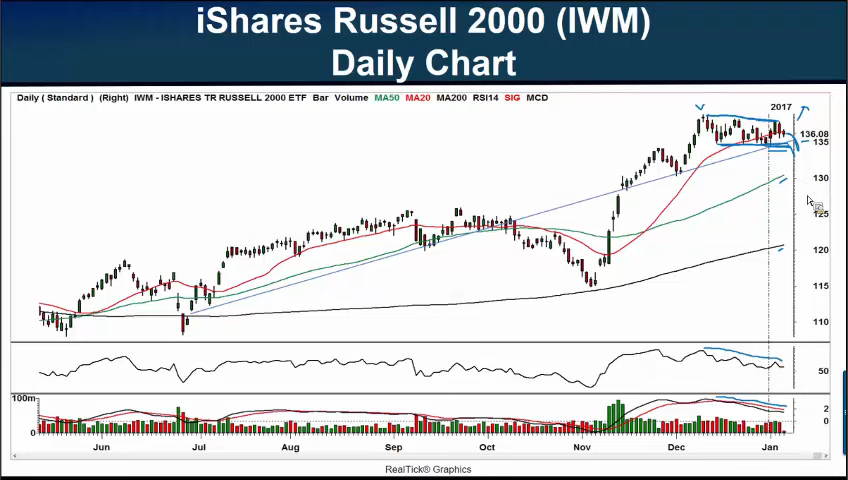 iShares Russell 2000 (IWM)
Daily Chart
Daily ( Standard ) (Right) IWM - ISHARES TR RUSSELL 2000 ETF Bar Volume MA50 MA20 MA200 RSI14 SIG MCD
2017
136.08
135
130
125
120
115
110
50
100m
2
0
0
Jun Jul Aug Sep Oct Nov Dec Jan
RealTick® Graphics